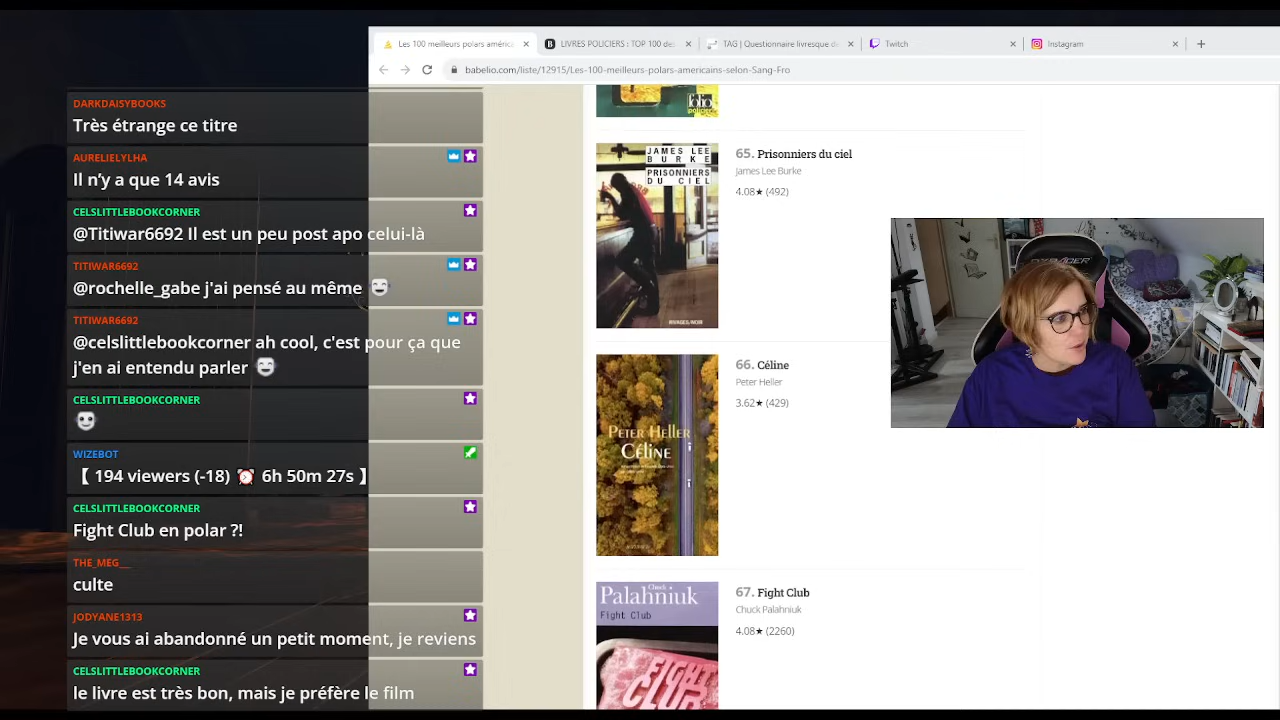 Les 100 meilleurs polars améric
LIVRES POLICIERS : TOP 100 des
TAG | Questionnaire livresque d
Twitch
Instagram
babelio.com/liste/12915/Les-100-meilleurs-polars-americains-selon-Sang-Fro
DARKDAISYBOOKS
Très étrange ce titre
AURELIELYLHA
Il n'y a que 14 avis
CELSLITTLEBOOKCORNER
@Titiwar6692 Il est un peu post apo celui-là
TITIWAR6692
@rochelle_gabe j'ai pensé au même
TITIWAR6692
@celslittlebookcorner ah cool, c'est pour ça que
j'en ai entendu parler
CELSLITTLEBOOKCORNER
WIZEBOT
【 194 viewers (-18) ⏰ 6h 50m 27s 】
CELSLITTLEBOOKCORNER
Fight Club en polar ?!
THE_MEG__
culte
JODYANE1313
Je vous ai abandonné un petit moment, je reviens
CELSLITTLEBOOKCORNER
le livre est très bon, mais je préfère le film
folio
policier
JAMES LEE
BURKE
PRISONNIERS
DU CIEL
RIVAGES/NOIR
65. Prisonniers du ciel
James Lee Burke
4.08★ (492)
PETER HELLER
CÉLINE
66. Céline
Peter Heller
3.62★ (429)
Chuck
Palahniuk
Fight Club
FIGHT
CLUB
67. Fight Club
Chuck Palahniuk
4.08★ (2260)